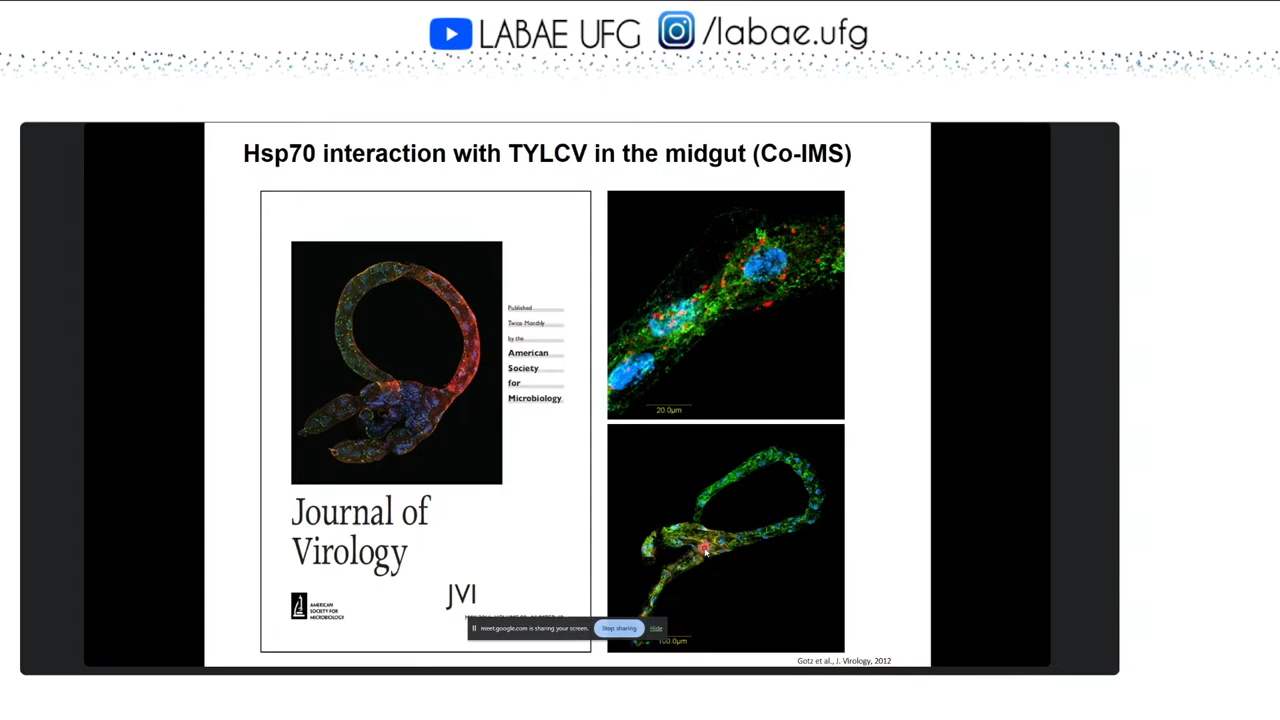 LABAE UFG /labae.ufg
Hsp70 interaction with TYLCV in the midgut (Co-IMS)
Published
Twice Monthly
by the
American
Society
for
Microbiology
20.0µm
Journal of
Virology
JVI
AMERICAN
SOCIETY FOR
MICROBIOLOGY
meet.google.com is sharing your screen.
Stop sharing
Hide
100.0µm
Gotz et al., J. Virology, 2012